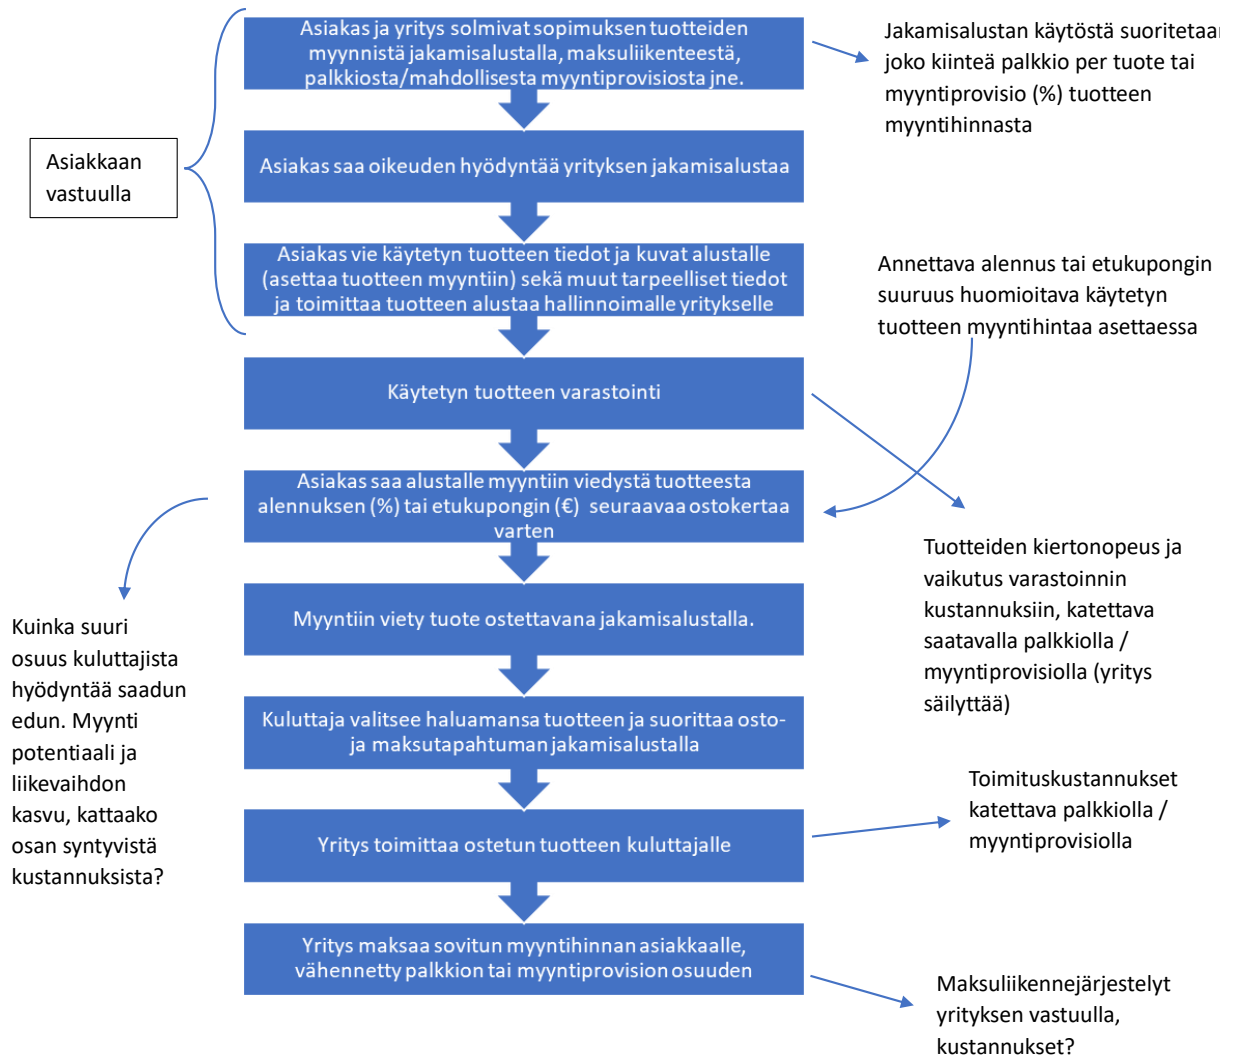 Asiakas ja yritys solmivat sopimuksen tuotteiden
myynnistä jakamisalustalla, maksuliikenteestä,
palkkiosta/mahdollisesta myyntiprovisiosta jne.
Jakamisalustan käytöstä suoritetaan
joko kiinteä palkkio per tuote tai
myyntiprovisio (%) tuotteen
myyntihinnasta
Asiakkaan
vastuulla
Asiakas saa oikeuden hyödyntää yrityksen jakamisalustaa
Asiakas vie käytetyn tuotteen tiedot ja kuvat alustalle
(asettaa tuotteen myyntiin) sekä muut tarpeelliset tiedot
ja toimittaa tuotteen alustaa hallinnoimalle yritykselle
Annettava alennus tai etukupongin
suuruus huomioitava käytetyn
tuotteen myyntihintaa asettaessa
Käytetyn tuotteen varastointi
Asiakas saa alustalle myyntiin viedystä tuotteesta
alennuksen (%) tai etukupongin (€) seuraavaa ostokertaa
varten
Tuotteiden kiertonopeus ja
vaikutus varastoinnin
kustannuksiin, katettava
saatavalla palkkiolla /
myyntiprovisiolla (yritys
säilyttää)
Myyntiin viety tuote ostettavana jakamisalustalla.
Kuinka suuri
osuus kuluttajista
hyödyntää saadun
edun. Myynti
potentiaali ja
liikevaihdon
kasvu, kattaako
osan syntyvistä
kustannuksista?
Kuluttaja valitsee haluamansa tuotteen ja suorittaa osto-
ja maksutapahtuman jakamisalustalla
Yritys toimittaa ostetun tuotteen kuluttajalle
Toimituskustannukset
katettava palkkiolla /
myyntiprovisiolla
Yritys maksaa sovitun myyntihinnan asiakkaalle,
vähennetty palkkion tai myyntiprovision osuuden
Maksuliikennejärjestelyt
yrityksen vastuulla,
kustannukset?